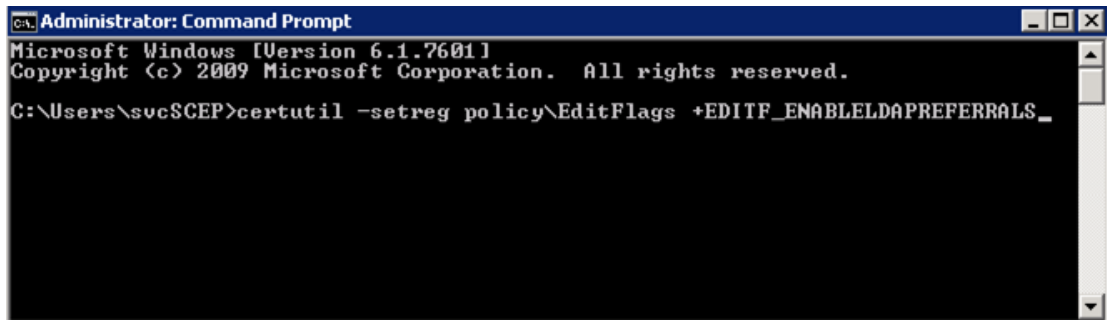 Administrator: Command Prompt
Microsoft Windows [Version 6.1.7601]
Copyright (c) 2009 Microsoft Corporation.  All rights reserved.
C:\Users\svcSCEP>certutil -setreg policy\EditFlags +EDITF_ENABLELDAPREFERRALS_